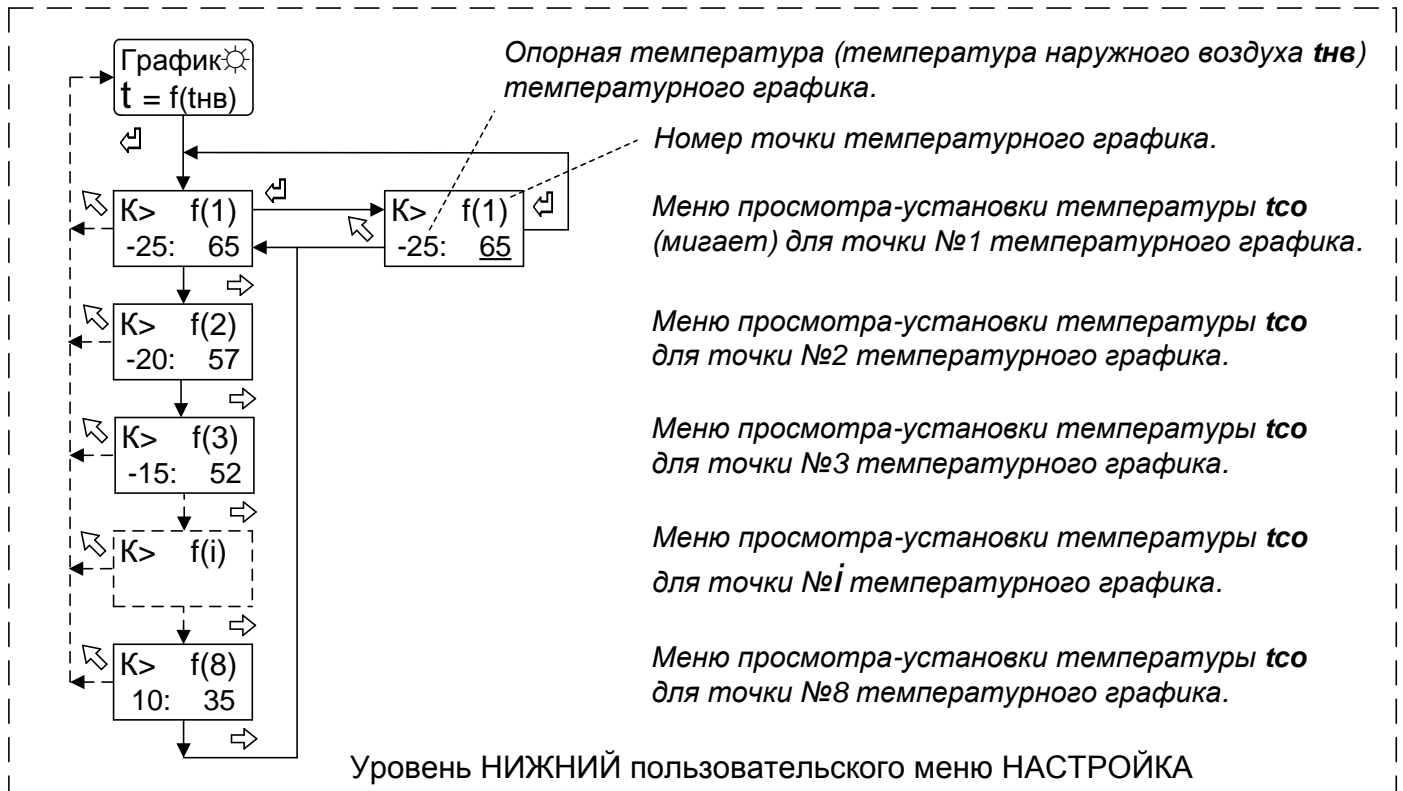 График☼
t = f(tнв)
Опорная температура (температура наружного воздуха tнв)
температурного графика.
Номер точки температурного графика.
К> f(1)
-25: 65
К> f(1)
-25: 65
Меню просмотра-установки температуры tсо
(мигает) для точки №1 температурного графика.
К> f(2)
-20: 57
Меню просмотра-установки температуры tсо
для точки №2 температурного графика.
К> f(3)
-15: 52
Меню просмотра-установки температуры tсо
для точки №3 температурного графика.
К> f(i)
Меню просмотра-установки температуры tсо
для точки №i температурного графика.
К> f(8)
10: 35
Меню просмотра-установки температуры tсо
для точки №8 температурного графика.
Уровень НИЖНИЙ пользовательского меню НАСТРОЙКА